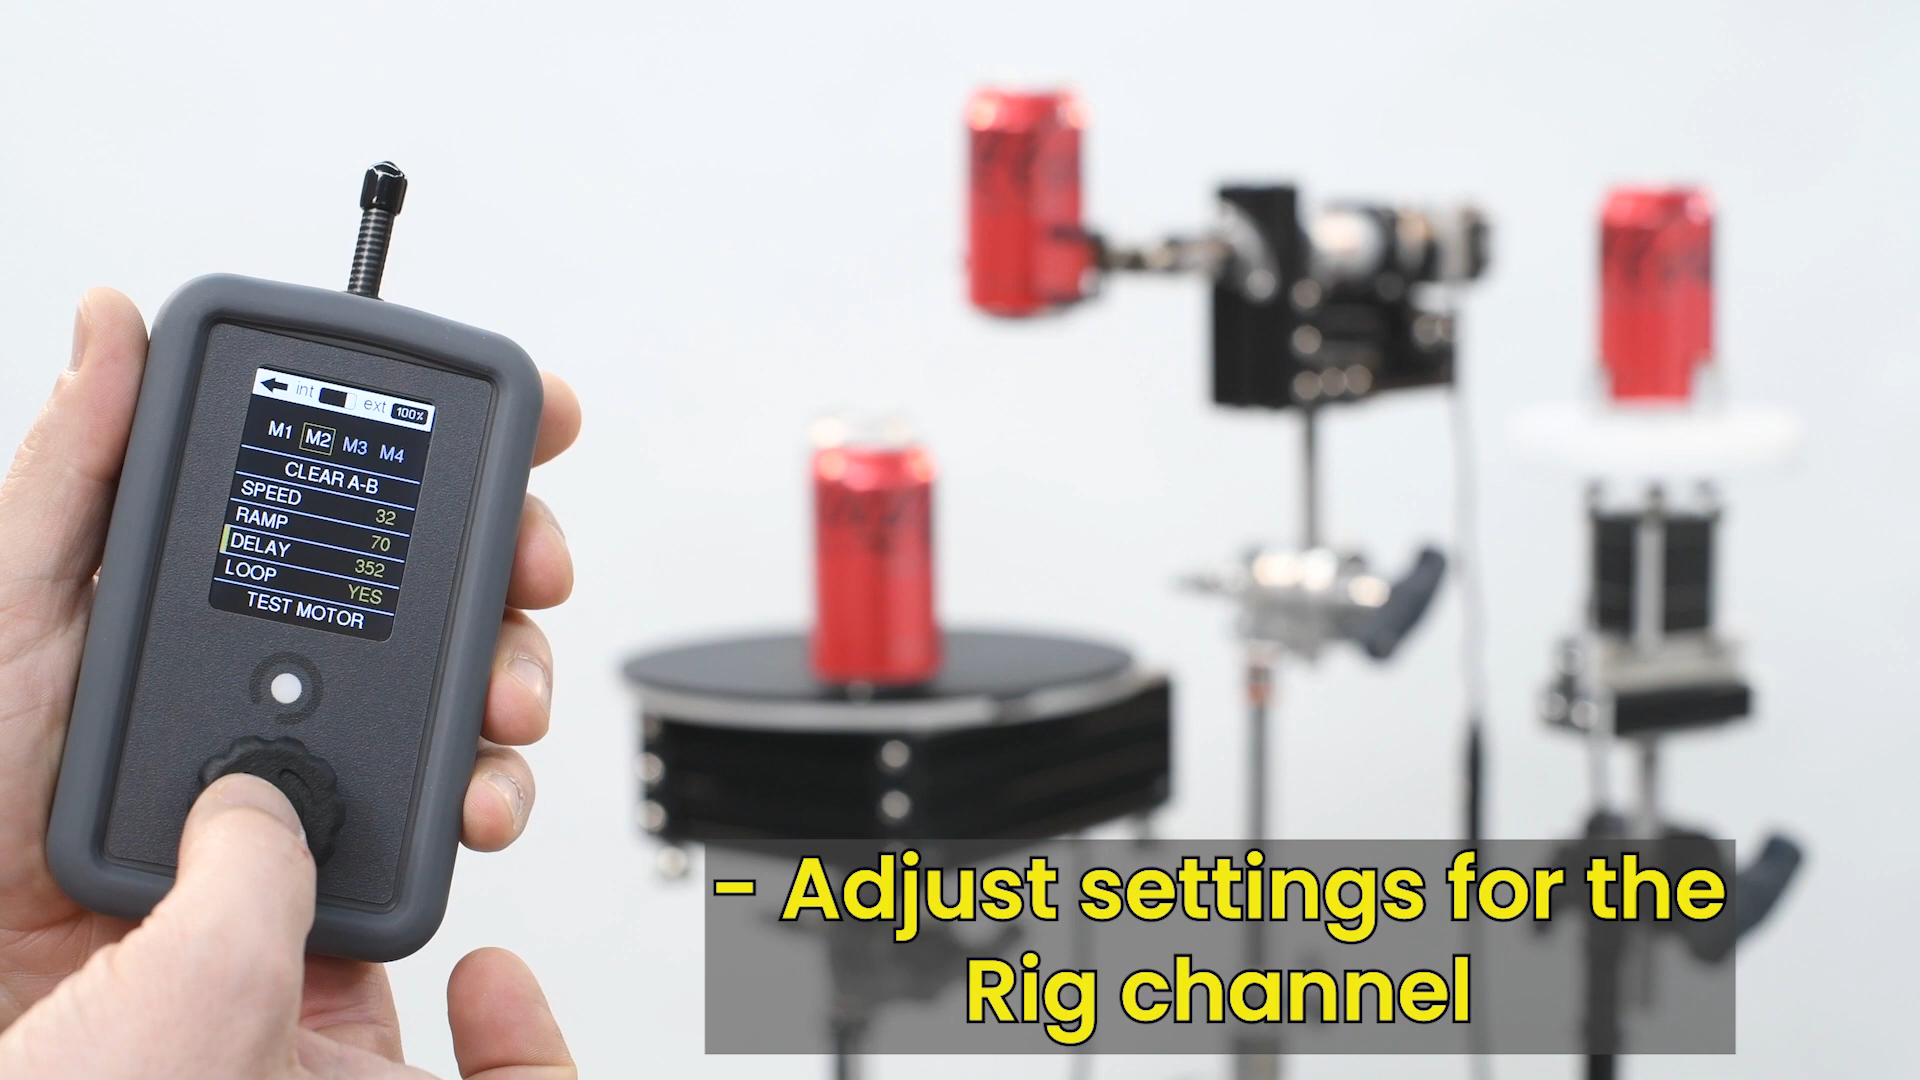 int ext 100%
M1 M2 M3 M4
CLEAR A-B
SPEED 32
RAMP 70
DELAY 352
LOOP YES
TEST MOTOR
- Adjust settings for the
Rig channel